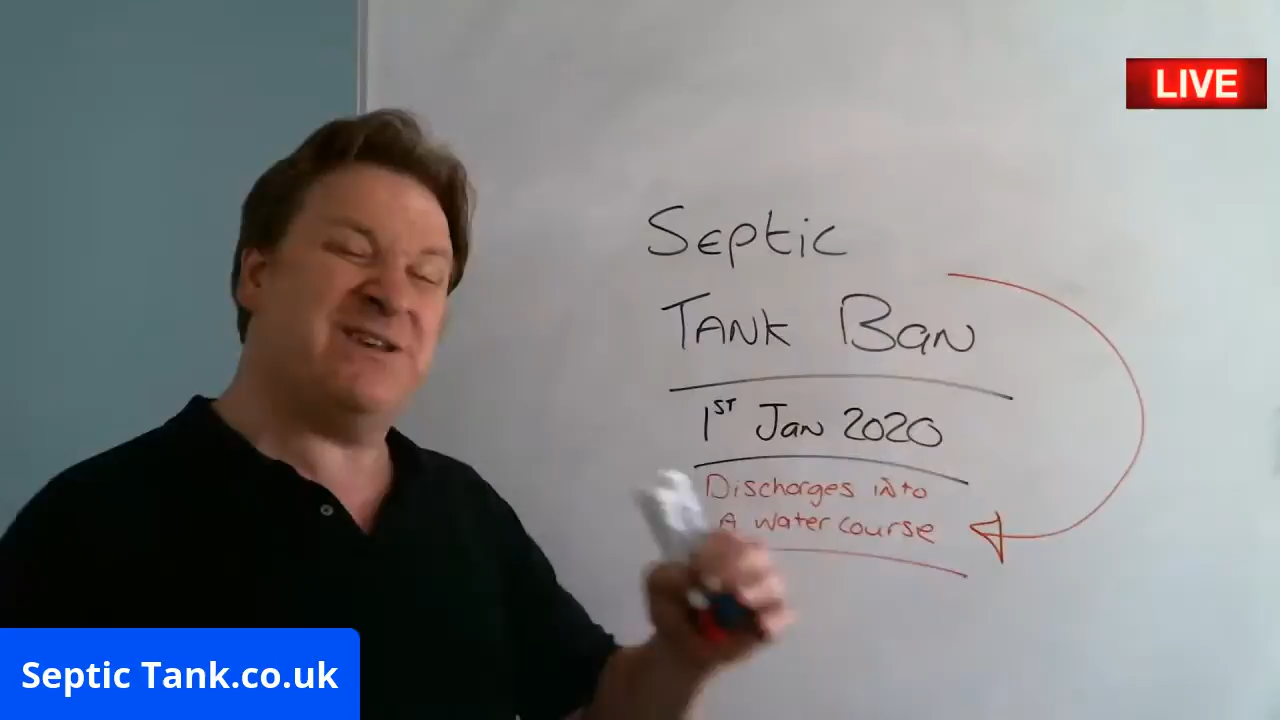 LIVE
Septic
Tank Ban
1st Jan 2020
Discharges into
A water course
Septic Tank.co.uk